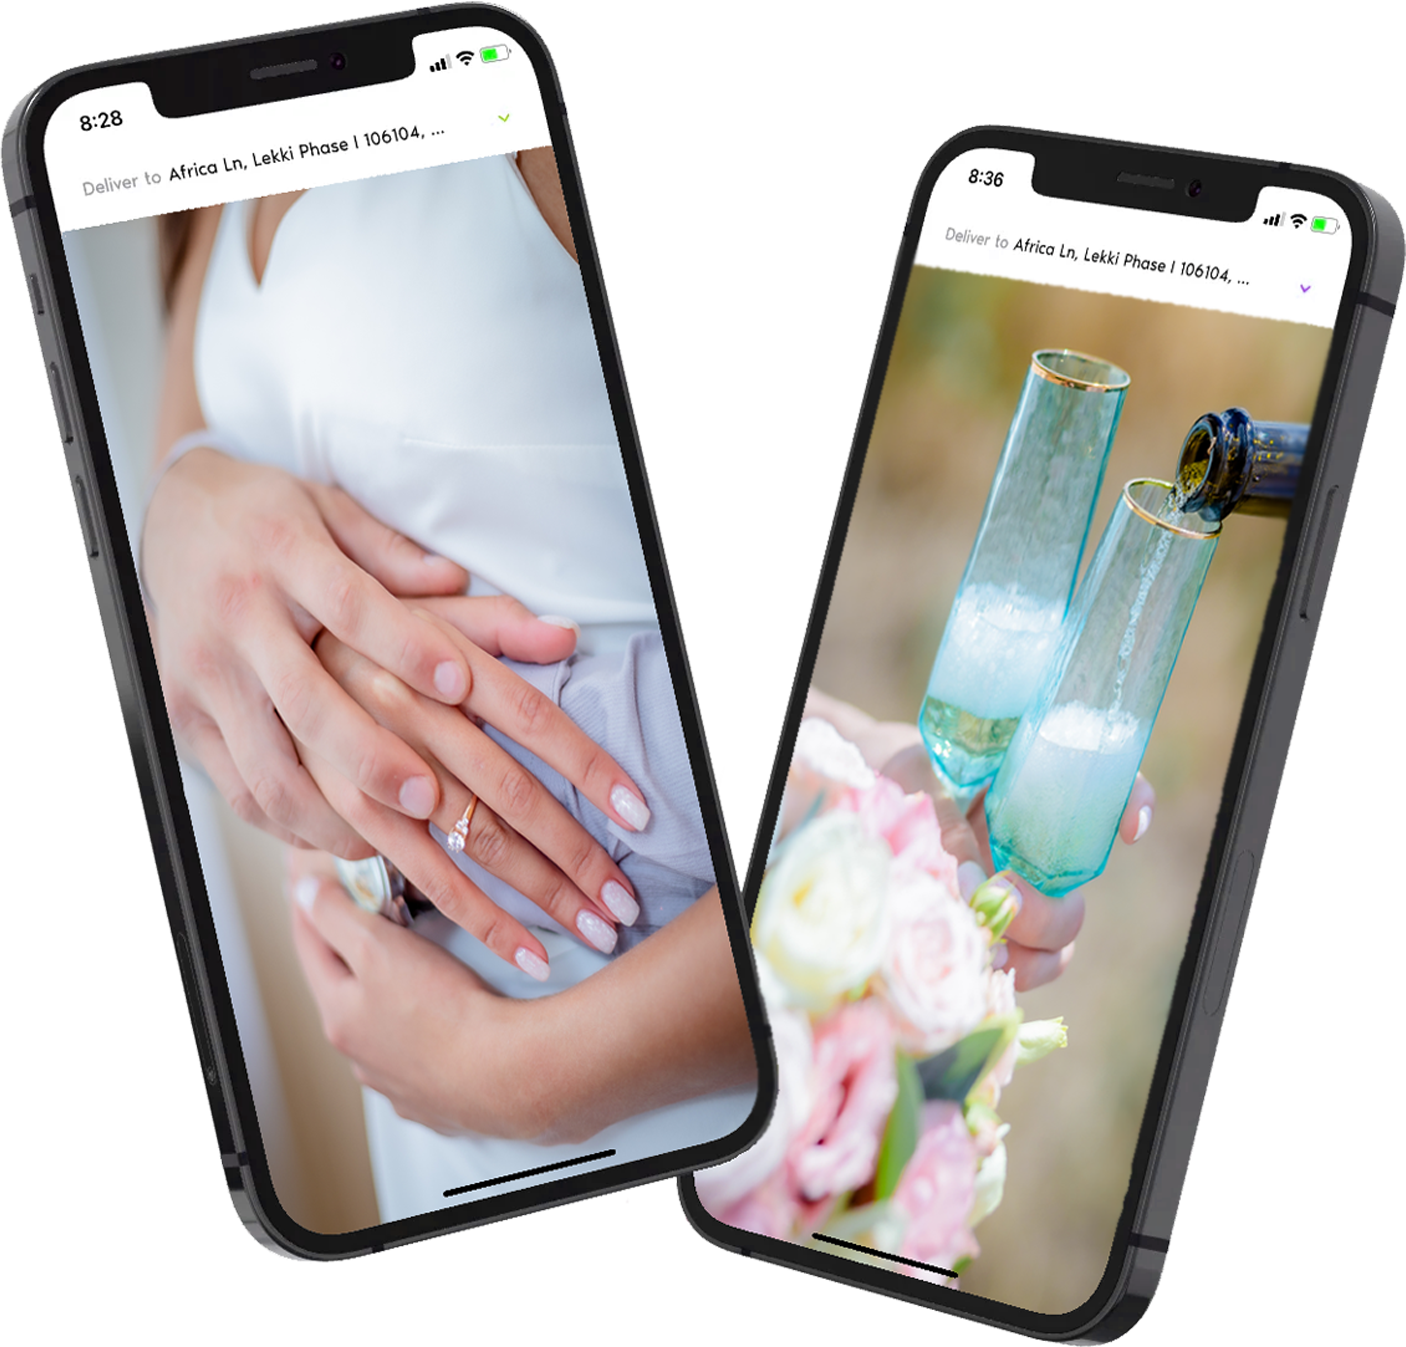 8:28
Deliver to Africa Ln, Lekki Phase I 106104, ...
8:36
Deliver to Africa Ln, Lekki Phase I 106104, ...